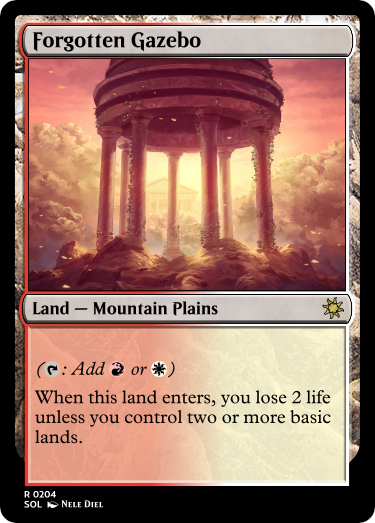 Forgotten Gazebo
Land — Mountain Plains
(: Add or )
When this land enters, you lose 2 life
unless you control two or more basic
lands.
R 0204
SOL NELE DIEL